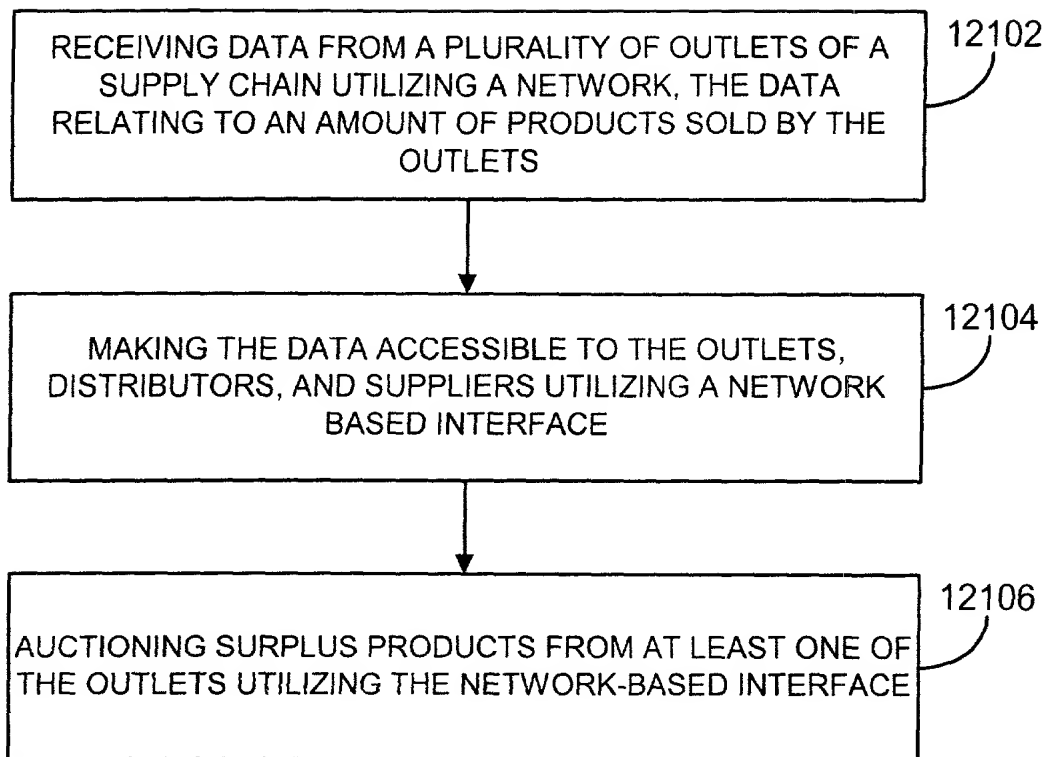 RECEIVING DATA FROM A PLURALITY OF OUTLETS OF A
SUPPLY CHAIN UTILIZING A NETWORK, THE DATA
RELATING TO AN AMOUNT OF PRODUCTS SOLD BY THE
OUTLETS
12102
MAKING THE DATA ACCESSIBLE TO THE OUTLETS,
DISTRIBUTORS, AND SUPPLIERS UTILIZING A NETWORK
BASED INTERFACE
12104
AUCTIONING SURPLUS PRODUCTS FROM AT LEAST ONE OF
THE OUTLETS UTILIZING THE NETWORK-BASED INTERFACE
12106